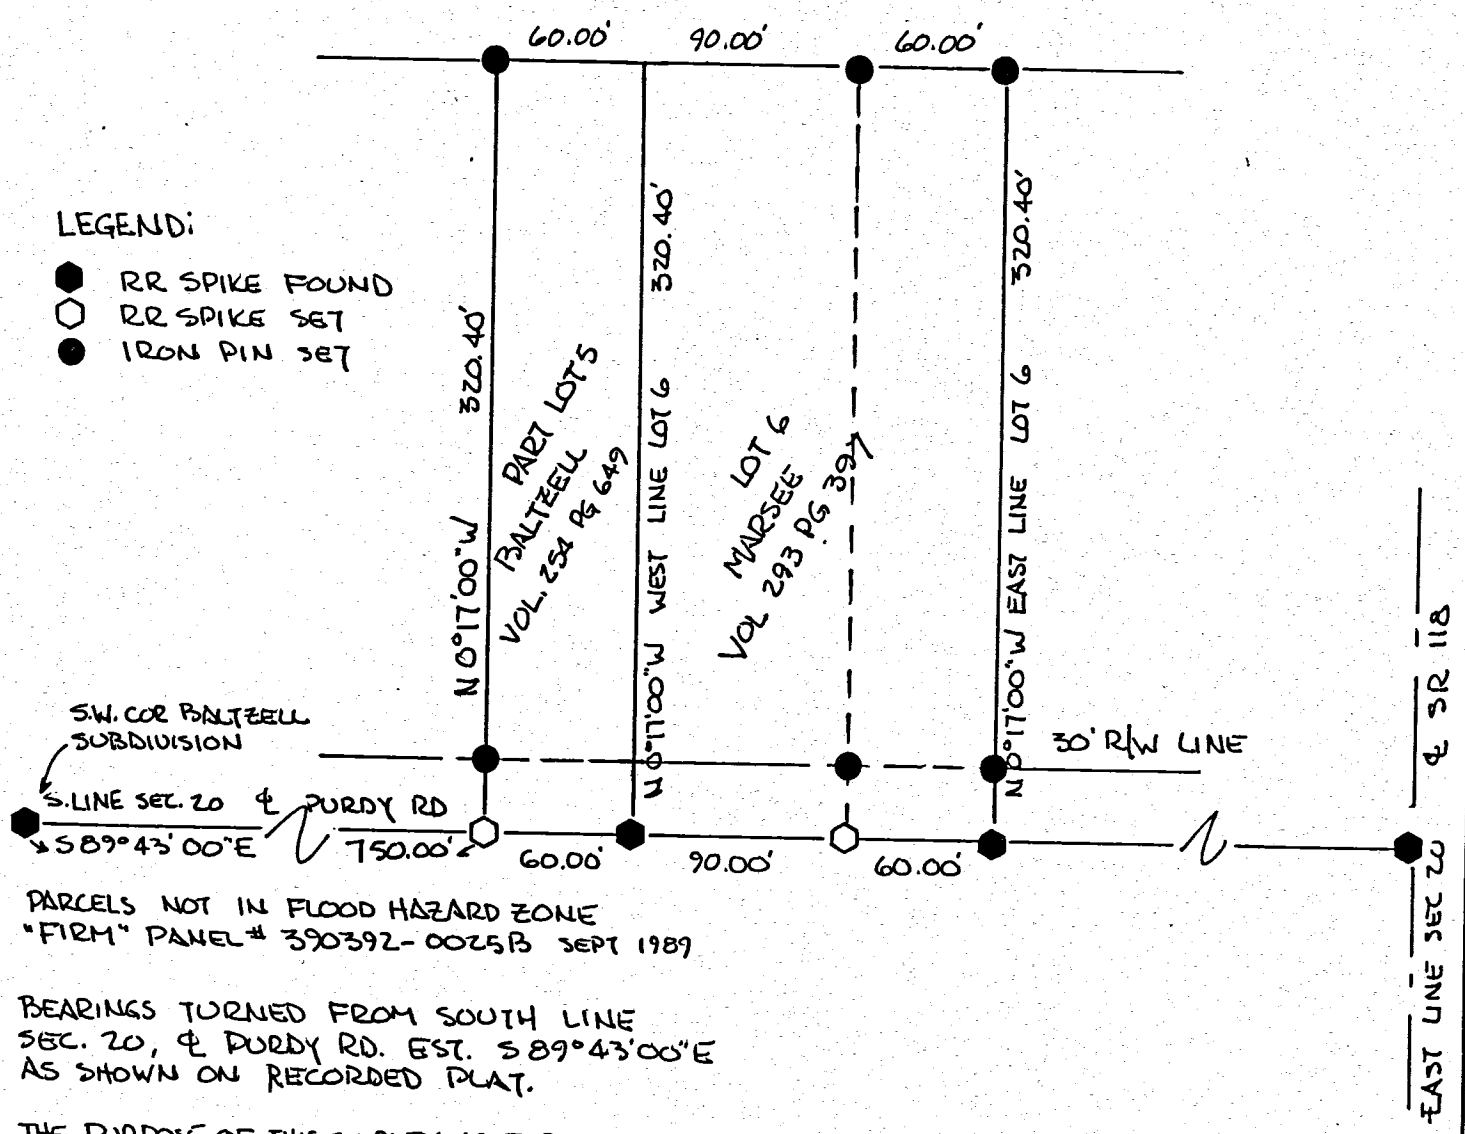 60.00' 90.00' 60.00'
LEGEND:
RR SPIKE FOUND
RR SPIKE SET
IRON PIN SET
320.40'
N 0°17'00"W
PART LOT 5
BALTZELL
VOL. 254 PG 649
320.40'
N 0°17'00"W WEST LINE LOT 6
LOT 6
MARSEE
VOL 293 PG 397
320.40'
N 0°17'00"W EAST LINE LOT 6
℄ SR 118
EAST LINE SEC 20
30' R/W LINE
S.W. COR BALTZELL
SUBDIVISION
S. LINE SEC. 20 ℄ PURDY RD
S 89°43'00"E 750.00'
60.00' 90.00' 60.00'
PARCELS NOT IN FLOOD HAZARD ZONE
"FIRM" PANEL# 390392-0025B SEPT 1989
BEARINGS TURNED FROM SOUTH LINE
SEC. 20, ℄ PURDY RD. EST. S 89°43'00"E
AS SHOWN ON RECORDED PLAT.
THE PURPOSE OF THIS